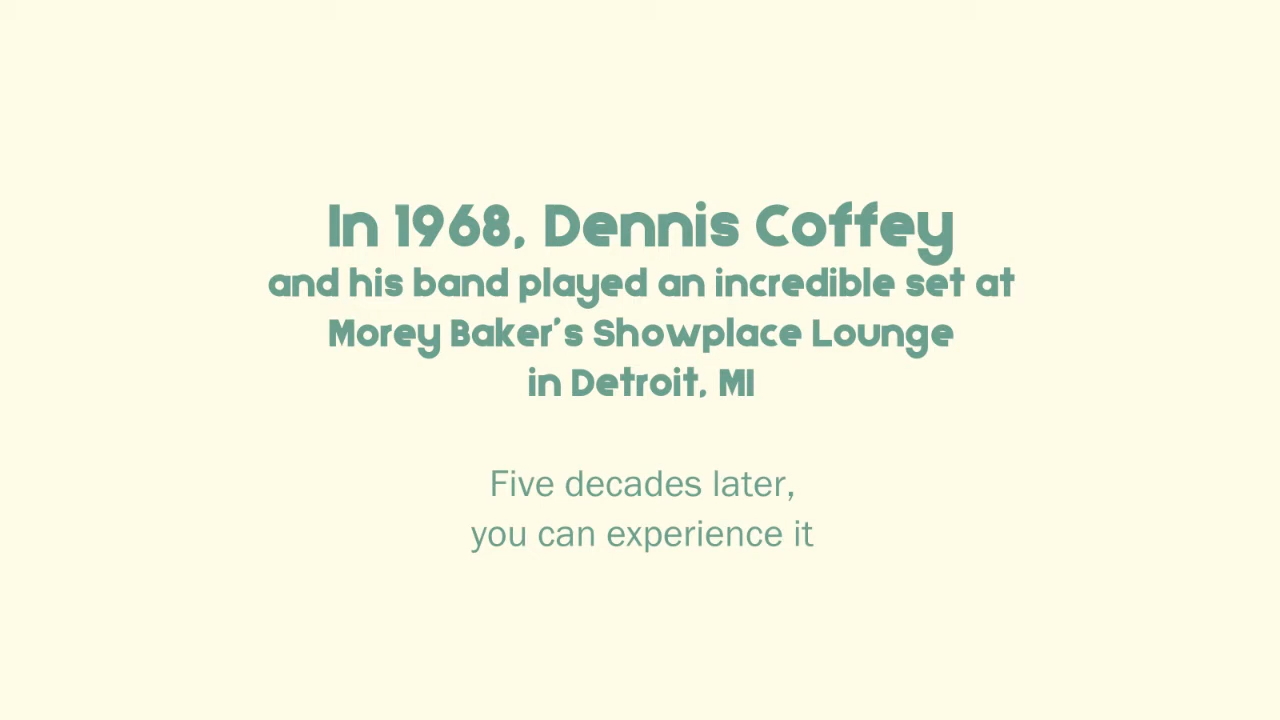 In 1968, Dennis Coffey
and his band played an incredible set at
Morey Baker's Showplace Lounge
in Detroit, MI
Five decades later,
you can experience it